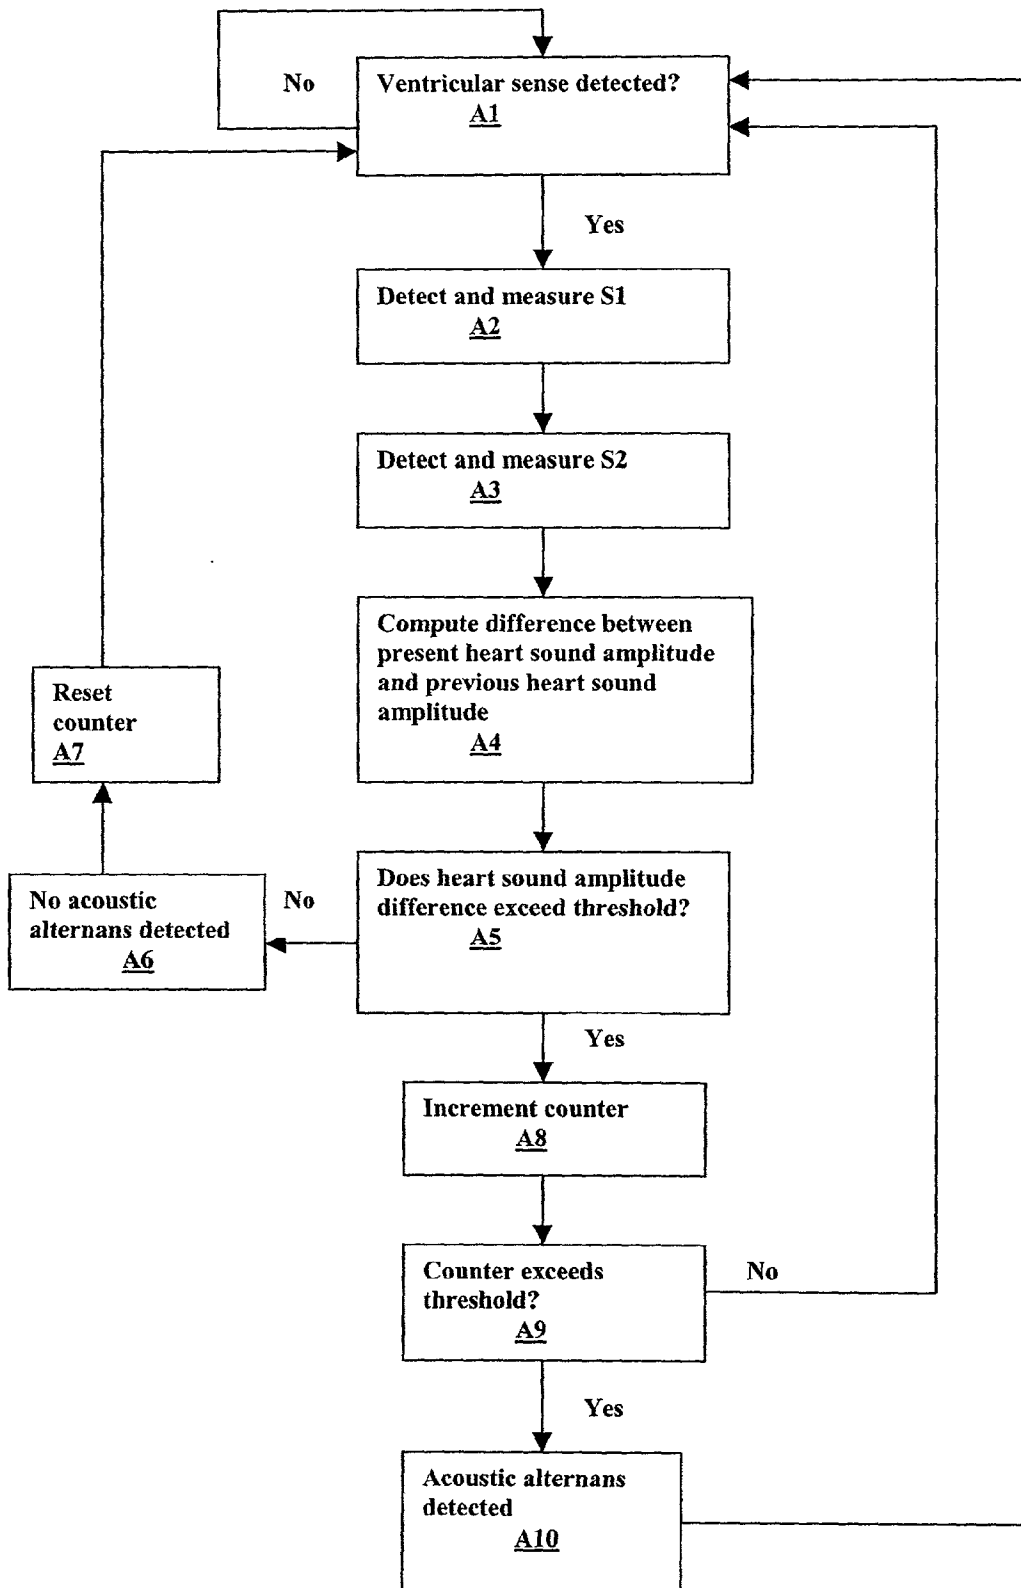 No
Ventricular sense detected?
A1
Yes
Detect and measure S1
A2
Detect and measure S2
A3
Compute difference between
present heart sound amplitude
and previous heart sound
amplitude
A4
Reset
counter
A7
Does heart sound amplitude
difference exceed threshold?
A5
No
No acoustic
alternans detected
A6
Yes
Increment counter
A8
Counter exceeds
threshold?
A9
No
Yes
Acoustic alternans
detected
A10